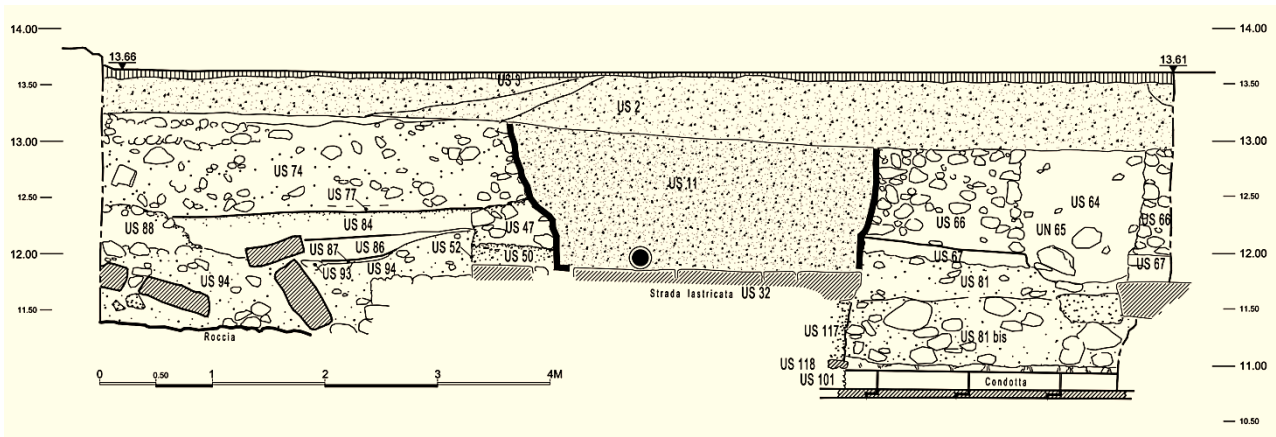 14.00
14.00
13.66
13.61
US 3
13.50
13.50
US 2
13.00
13.00
US 74
US 11
12.50
12.50
US 77
US 64
US 88
US 84
US 47
US 66
UN 65
US 66
12.00
US 87
US 86
US 52
US 50
US 67
US 67
12.00
US 94
US 93
US 94
US 81
Strada lastricata US 32
11.50
11.50
Roccia
US 117
US 81 bis
US 118
11.00
0
0.50
1
2
3
4M
US 101
Condotta
10.50